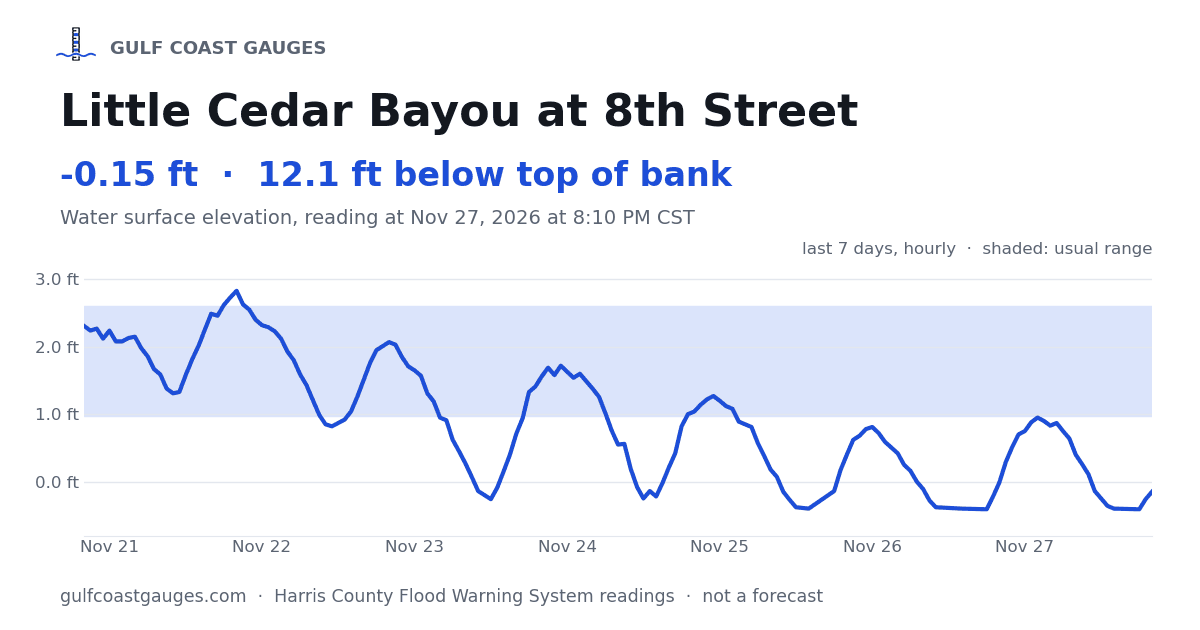 GULF COAST GAUGES
Little Cedar Bayou at 8th Street
-0.15 ft · 12.1 ft below top of bank
Water surface elevation, reading at Nov 27, 2026 at 8:10 PM CST
last 7 days, hourly · shaded: usual range
3.0 ft
2.0 ft
1.0 ft
0.0 ft
Nov 21 Nov 22 Nov 23 Nov 24 Nov 25 Nov 26 Nov 27
gulfcoastgauges.com · Harris County Flood Warning System readings · not a forecast